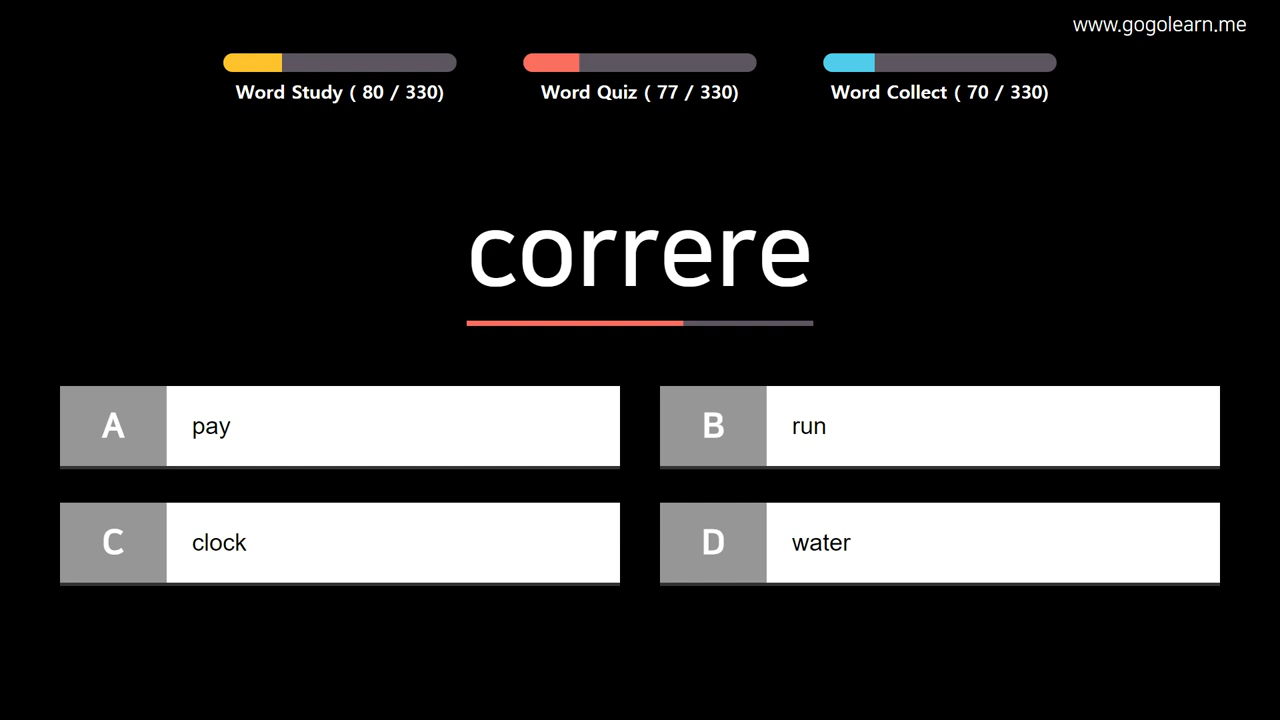 www.gogolearn.me
Word Study ( 80 / 330)
Word Quiz ( 77 / 330)
Word Collect ( 70 / 330)
correre
A pay
B run
C clock
D water